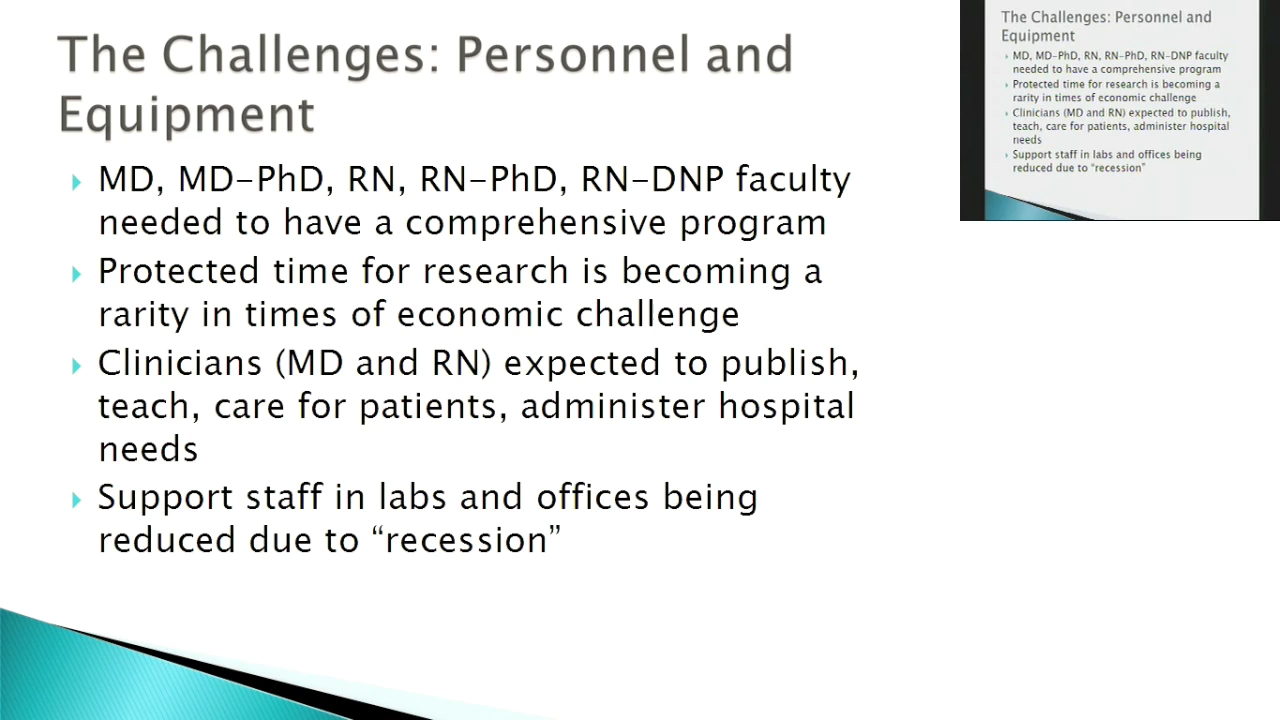 The Challenges: Personnel and
Equipment
MD, MD-PhD, RN, RN-PhD, RN-DNP faculty
needed to have a comprehensive program
Protected time for research is becoming a
rarity in times of economic challenge
Clinicians (MD and RN) expected to publish,
teach, care for patients, administer hospital
needs
Support staff in labs and offices being
reduced due to “recession”
The Challenges: Personnel and
Equipment
MD, MD-PhD, RN, RN-PhD, RN-DNP faculty
needed to have a comprehensive program
Protected time for research is becoming a
rarity in times of economic challenge
Clinicians (MD and RN) expected to publish,
teach, care for patients, administer hospital
needs
Support staff in labs and offices being
reduced due to “recession”